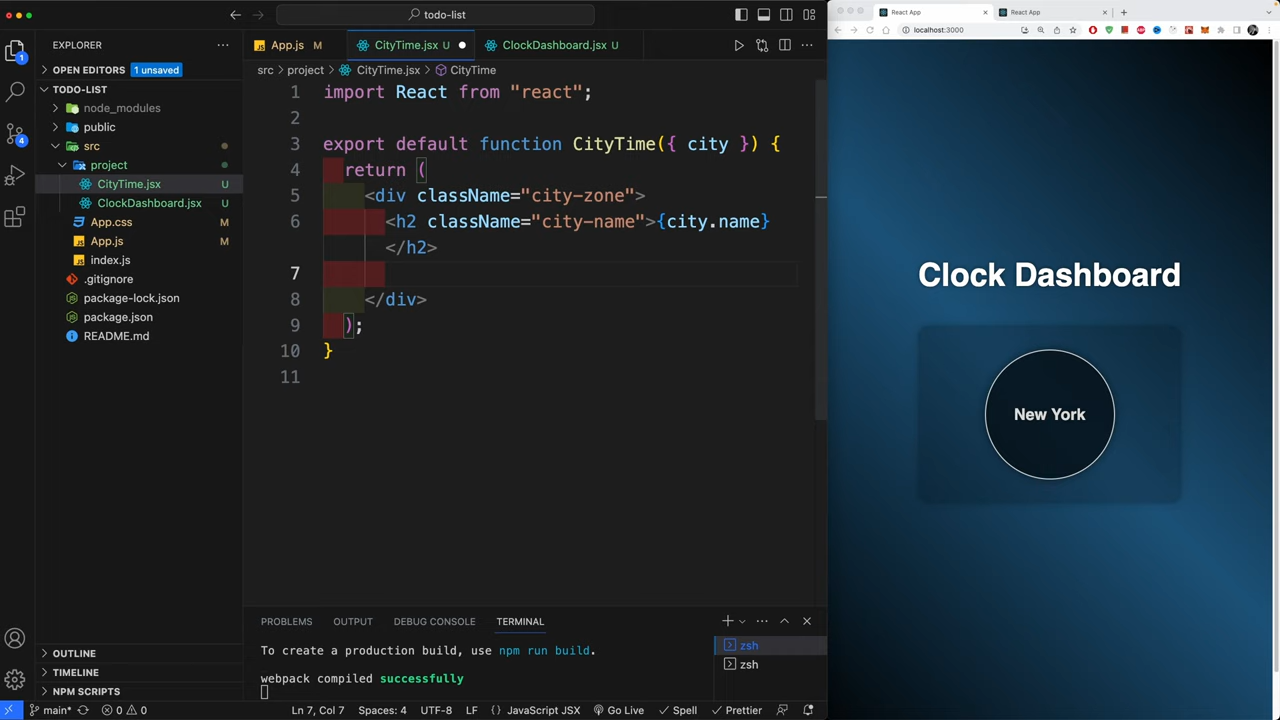 todo-list
EXPLORER
OPEN EDITORS 1 unsaved
TODO-LIST
node_modules
public
src
project
CityTime.jsx U
ClockDashboard.jsx U
App.css M
App.js M
index.js
.gitignore
package-lock.json
package.json
README.md
OUTLINE
TIMELINE
NPM SCRIPTS
App.js M
CityTime.jsx U
ClockDashboard.jsx U
src > project > CityTime.jsx > CityTime
1 import React from "react";
2
3 export default function CityTime({ city }) {
4 return (
5 <div className="city-zone">
6 <h2 className="city-name">{city.name}
</h2>
7
8 </div>
9 );
10 }
11
PROBLEMS OUTPUT DEBUG CONSOLE TERMINAL
To create a production build, use npm run build.
webpack compiled successfully
zsh
zsh
main* 0 0 Ln 7, Col 7 Spaces: 4 UTF-8 LF {} JavaScript JSX Go Live Spell Prettier
1
4
React App
React App
localhost:3000
Clock Dashboard
New York